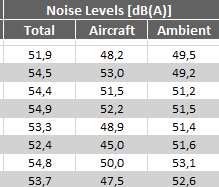 Noise Levels [dB(A)]
Total Aircraft Ambient
51,9 48,2 49,5
54,5 53,0 49,2
54,4 51,5 51,2
54,9 52,2 51,5
53,3 48,9 51,4
52,4 45,0 51,6
54,8 50,0 53,1
53,7 47,5 52,6